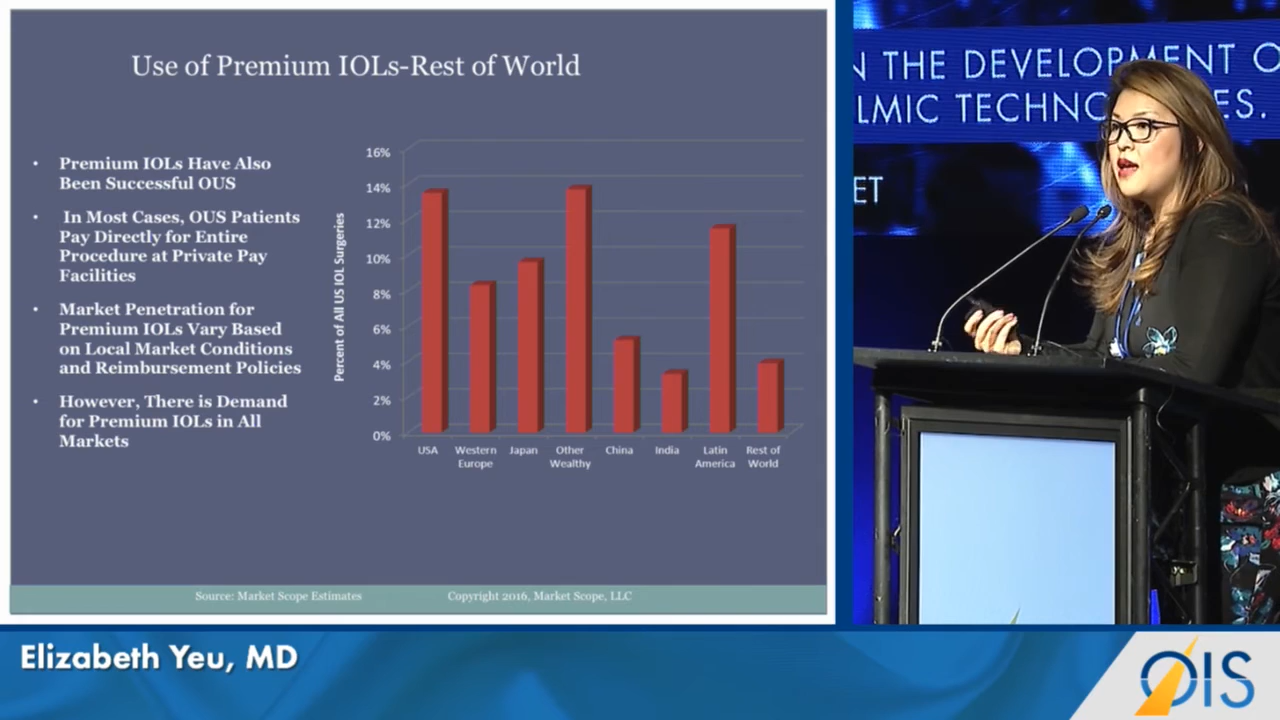 Use of Premium IOLs-Rest of World
• Premium IOLs Have Also
Been Successful OUS
• In Most Cases, OUS Patients
Pay Directly for Entire
Procedure at Private Pay
Facilities
• Market Penetration for
Premium IOLs Vary Based
on Local Market Conditions
and Reimbursement Policies
• However, There is Demand
for Premium IOLs in All
Markets
Percent of All US IOL Surgeries
16%
14%
12%
10%
8%
6%
4%
2%
0%
USA
Western
Europe
Japan
Other
Wealthy
China
India
Latin
America
Rest of
World
Source: Market Scope Estimates
Copyright 2016, Market Scope, LLC
N THE DEVELOPMENT O
LMIC TECHNO ES.
ET
Elizabeth Yeu, MD
OIS